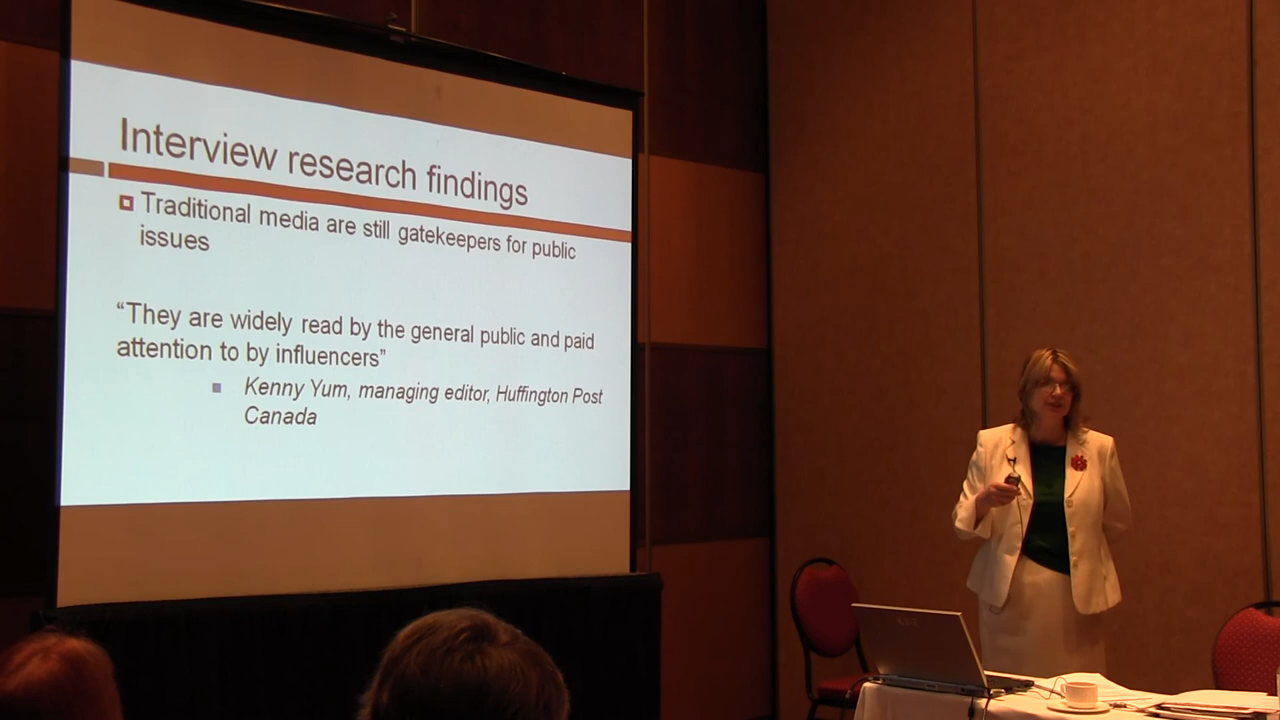 Interview research findings
Traditional media are still gatekeepers for public
issues
“They are widely read by the general public and paid
attention to by influencers”
Kenny Yum, managing editor, Huffington Post
Canada